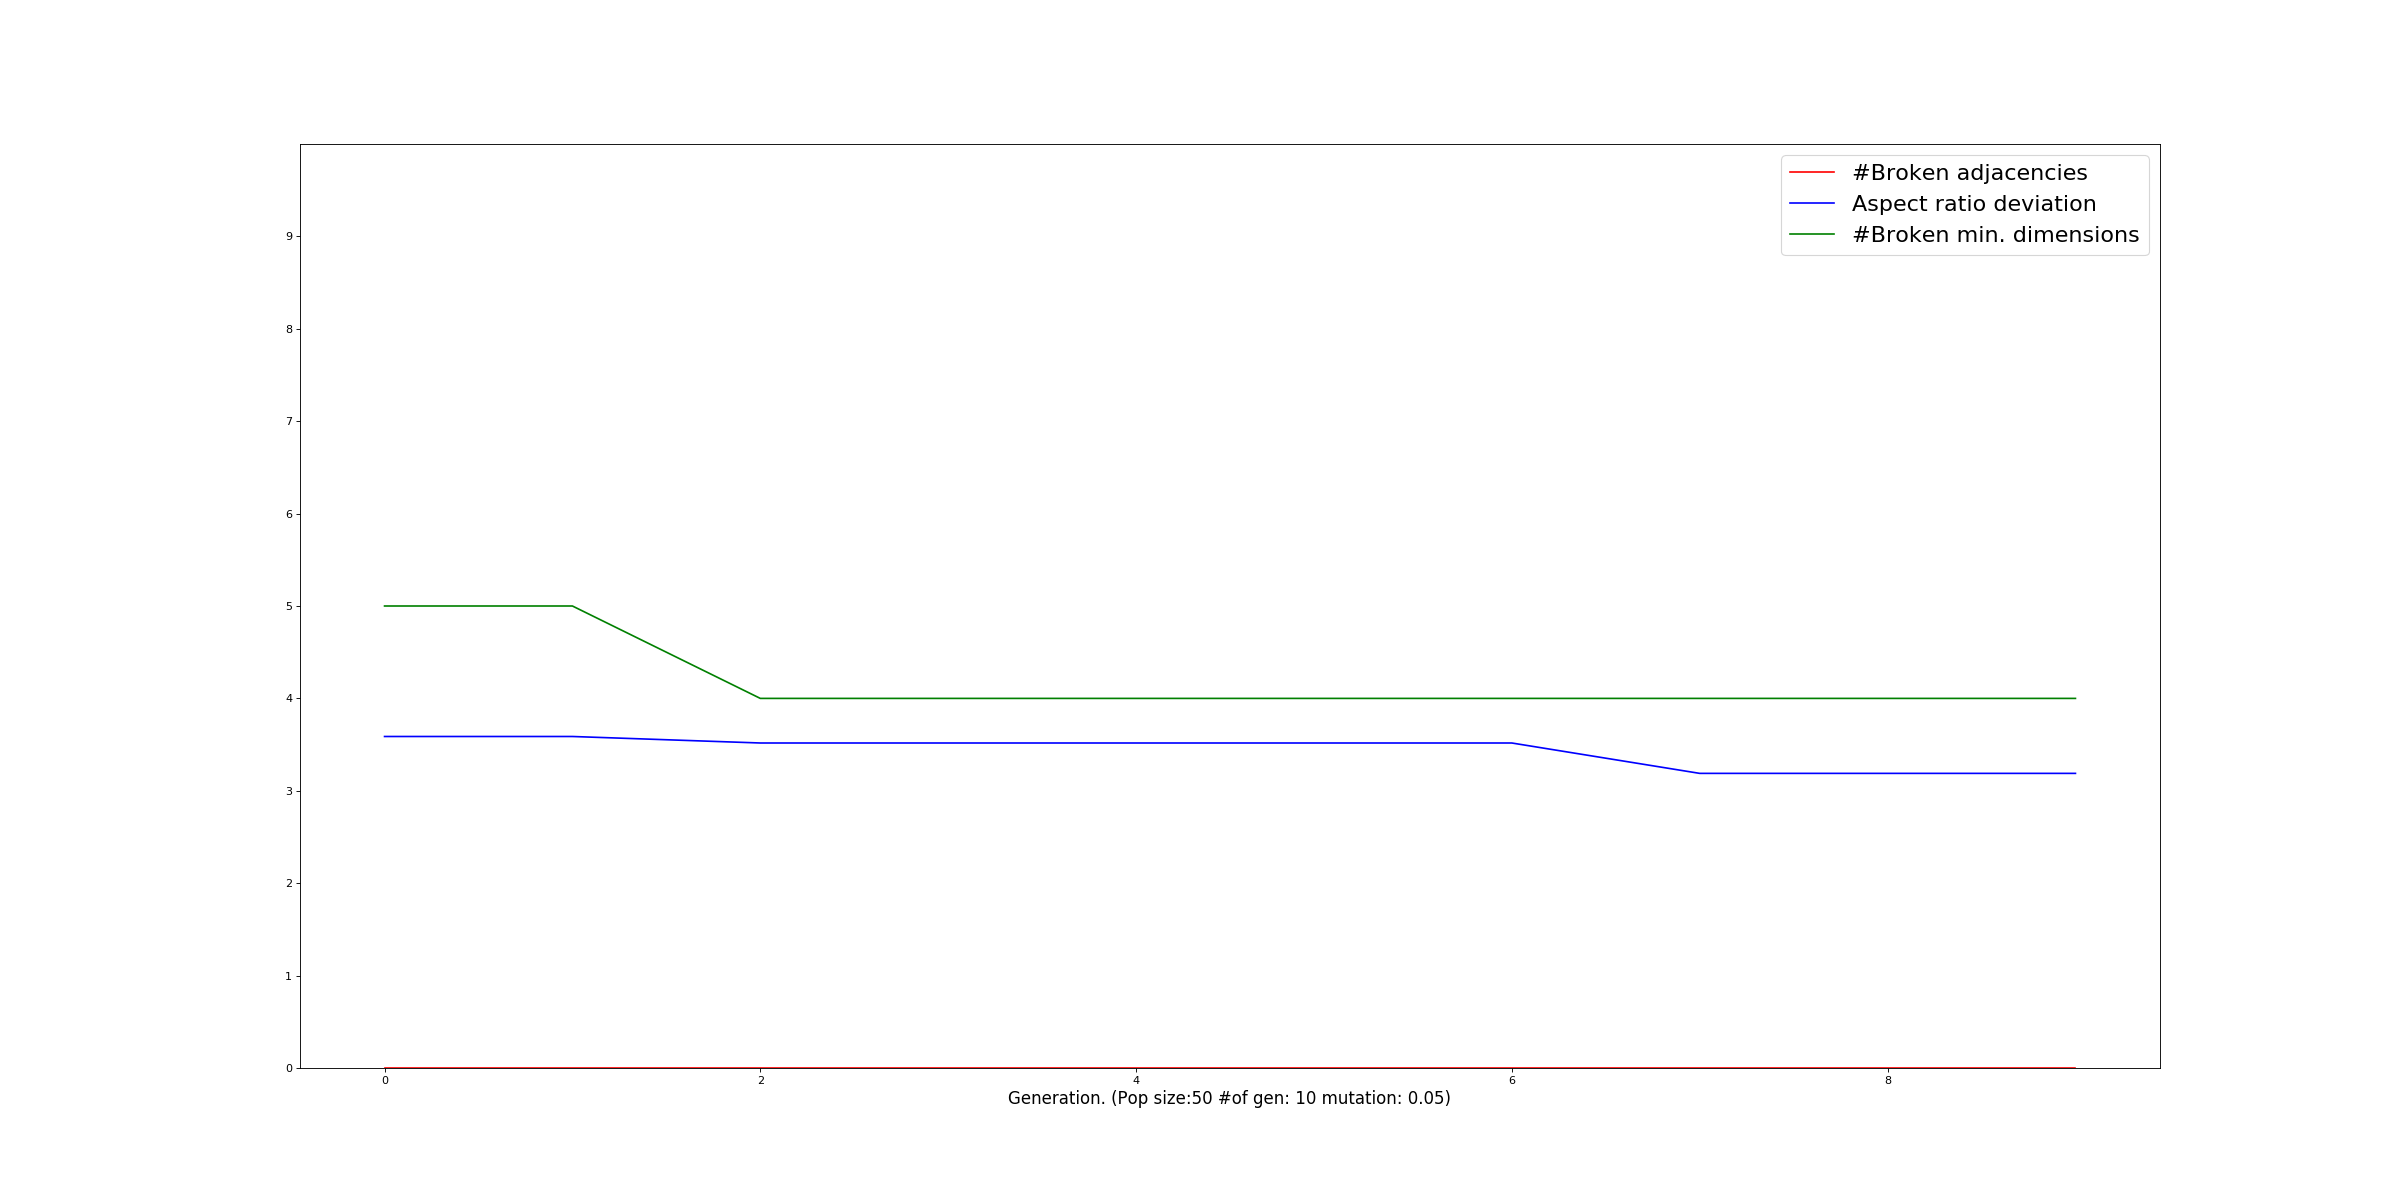 #Broken adjacencies
Aspect ratio deviation
#Broken min. dimensions
9
8
7
6
5
4
3
2
1
0
0 2 4 6 8
Generation. (Pop size:50 #of gen: 10 mutation: 0.05)